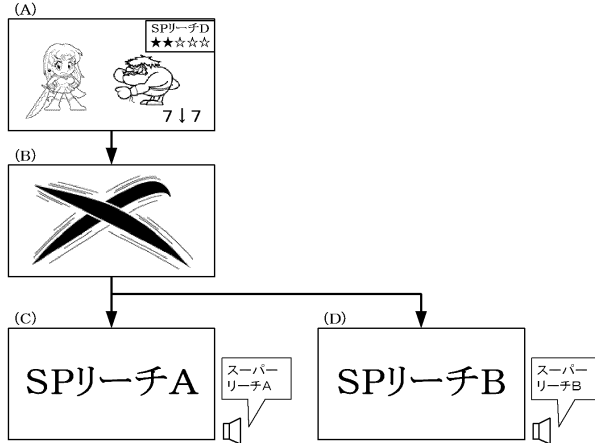 (A)
SPリーチD
★★☆☆☆
7↓7
(B)
(C)
SPリーチA
スーパー
リーチA
(D)
SPリーチB
スーパー
リーチB